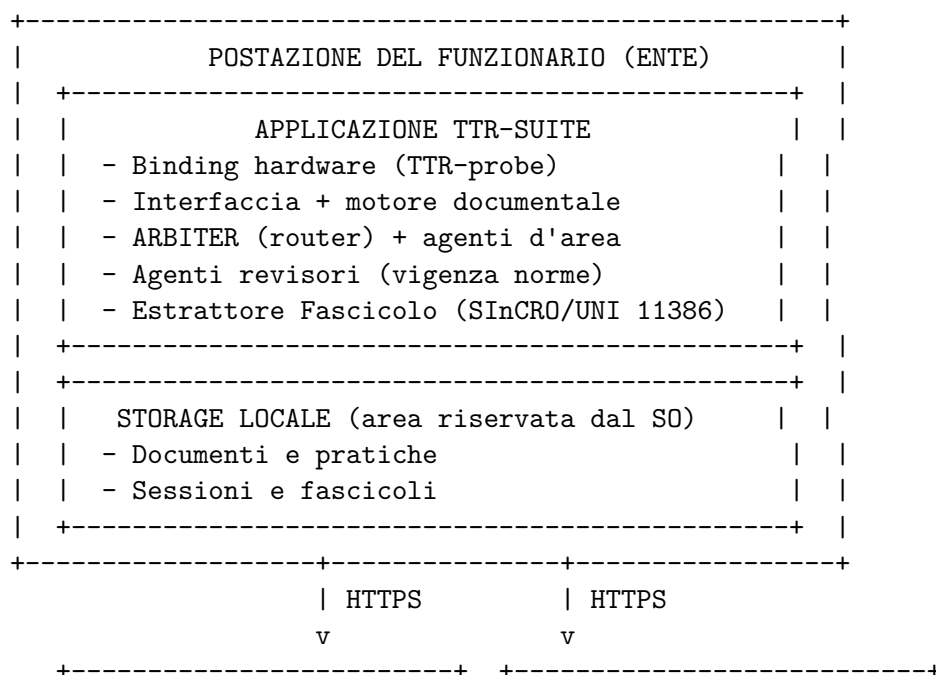 +-----------------------------------------------------+
| POSTAZIONE DEL FUNZIONARIO (ENTE) |
| +-----------------------------------------------+ |
| | APPLICAZIONE TTR-SUITE | |
| | - Binding hardware (TTR-probe) | |
| | - Interfaccia + motore documentale | |
| | - ARBITER (router) + agenti d'area | |
| | - Agenti revisori (vigenza norme) | |
| | - Estrattore Fascicolo (SInCRO/UNI 11386) | |
| +-----------------------------------------------+ |
| +-----------------------------------------------+ |
| | STORAGE LOCALE (area riservata dal SO) | |
| | - Documenti e pratiche | |
| | - Sessioni e fascicoli | |
| +-----------------------------------------------+ |
+-------------------+---------------+-----------------+
| HTTPS | HTTPS
v v
+-------------------------+ +---------------------------+